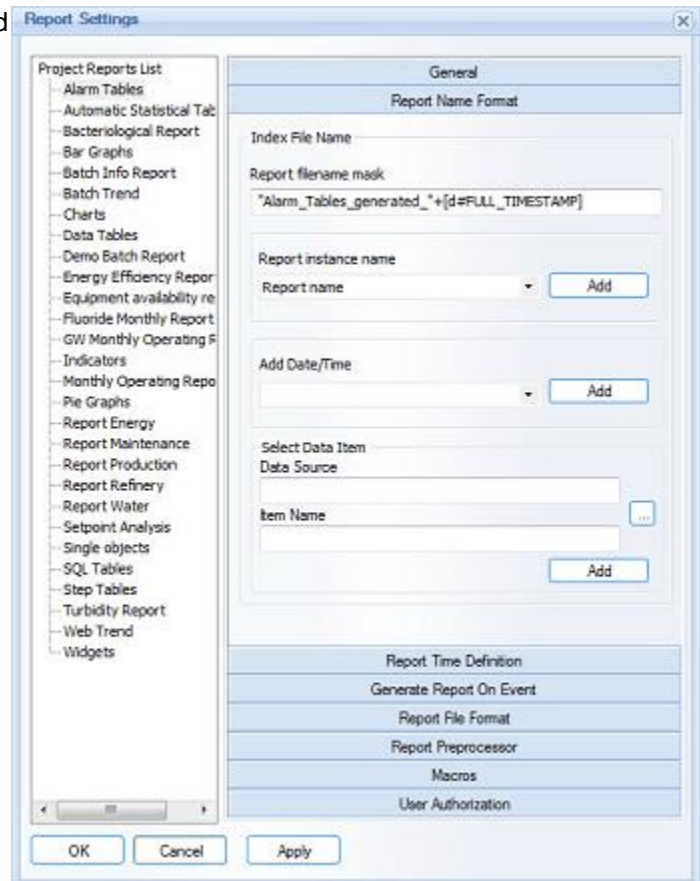 d
Report Settings
Project Reports List
Alarm Tables
Automatic Statistical Tab
Bacteriological Report
Bar Graphs
Batch Info Report
Batch Trend
Charts
Data Tables
Demo Batch Report
Energy Efficiency Repor
Equipment availability re
Fluoride Monthly Report
GW Monthly Operating R
Indicators
Monthly Operating Repo
Pie Graphs
Report Energy
Report Maintenance
Report Production
Report Refinery
Report Water
Setpoint Analysis
Single objects
SQL Tables
Step Tables
Turbidity Report
Web Trend
Widgets
General
Report Name Format
Index File Name
Report filename mask
"Alarm_Tables_generated_"+[d#FULL_TIMESTAMP]
Report instance name
Report name
Add
Add Date/Time
Add
Select Data Item
Data Source
Item Name
...
Add
Report Time Definition
Generate Report On Event
Report File Format
Report Preprocessor
Macros
User Authorization
OK
Cancel
Apply